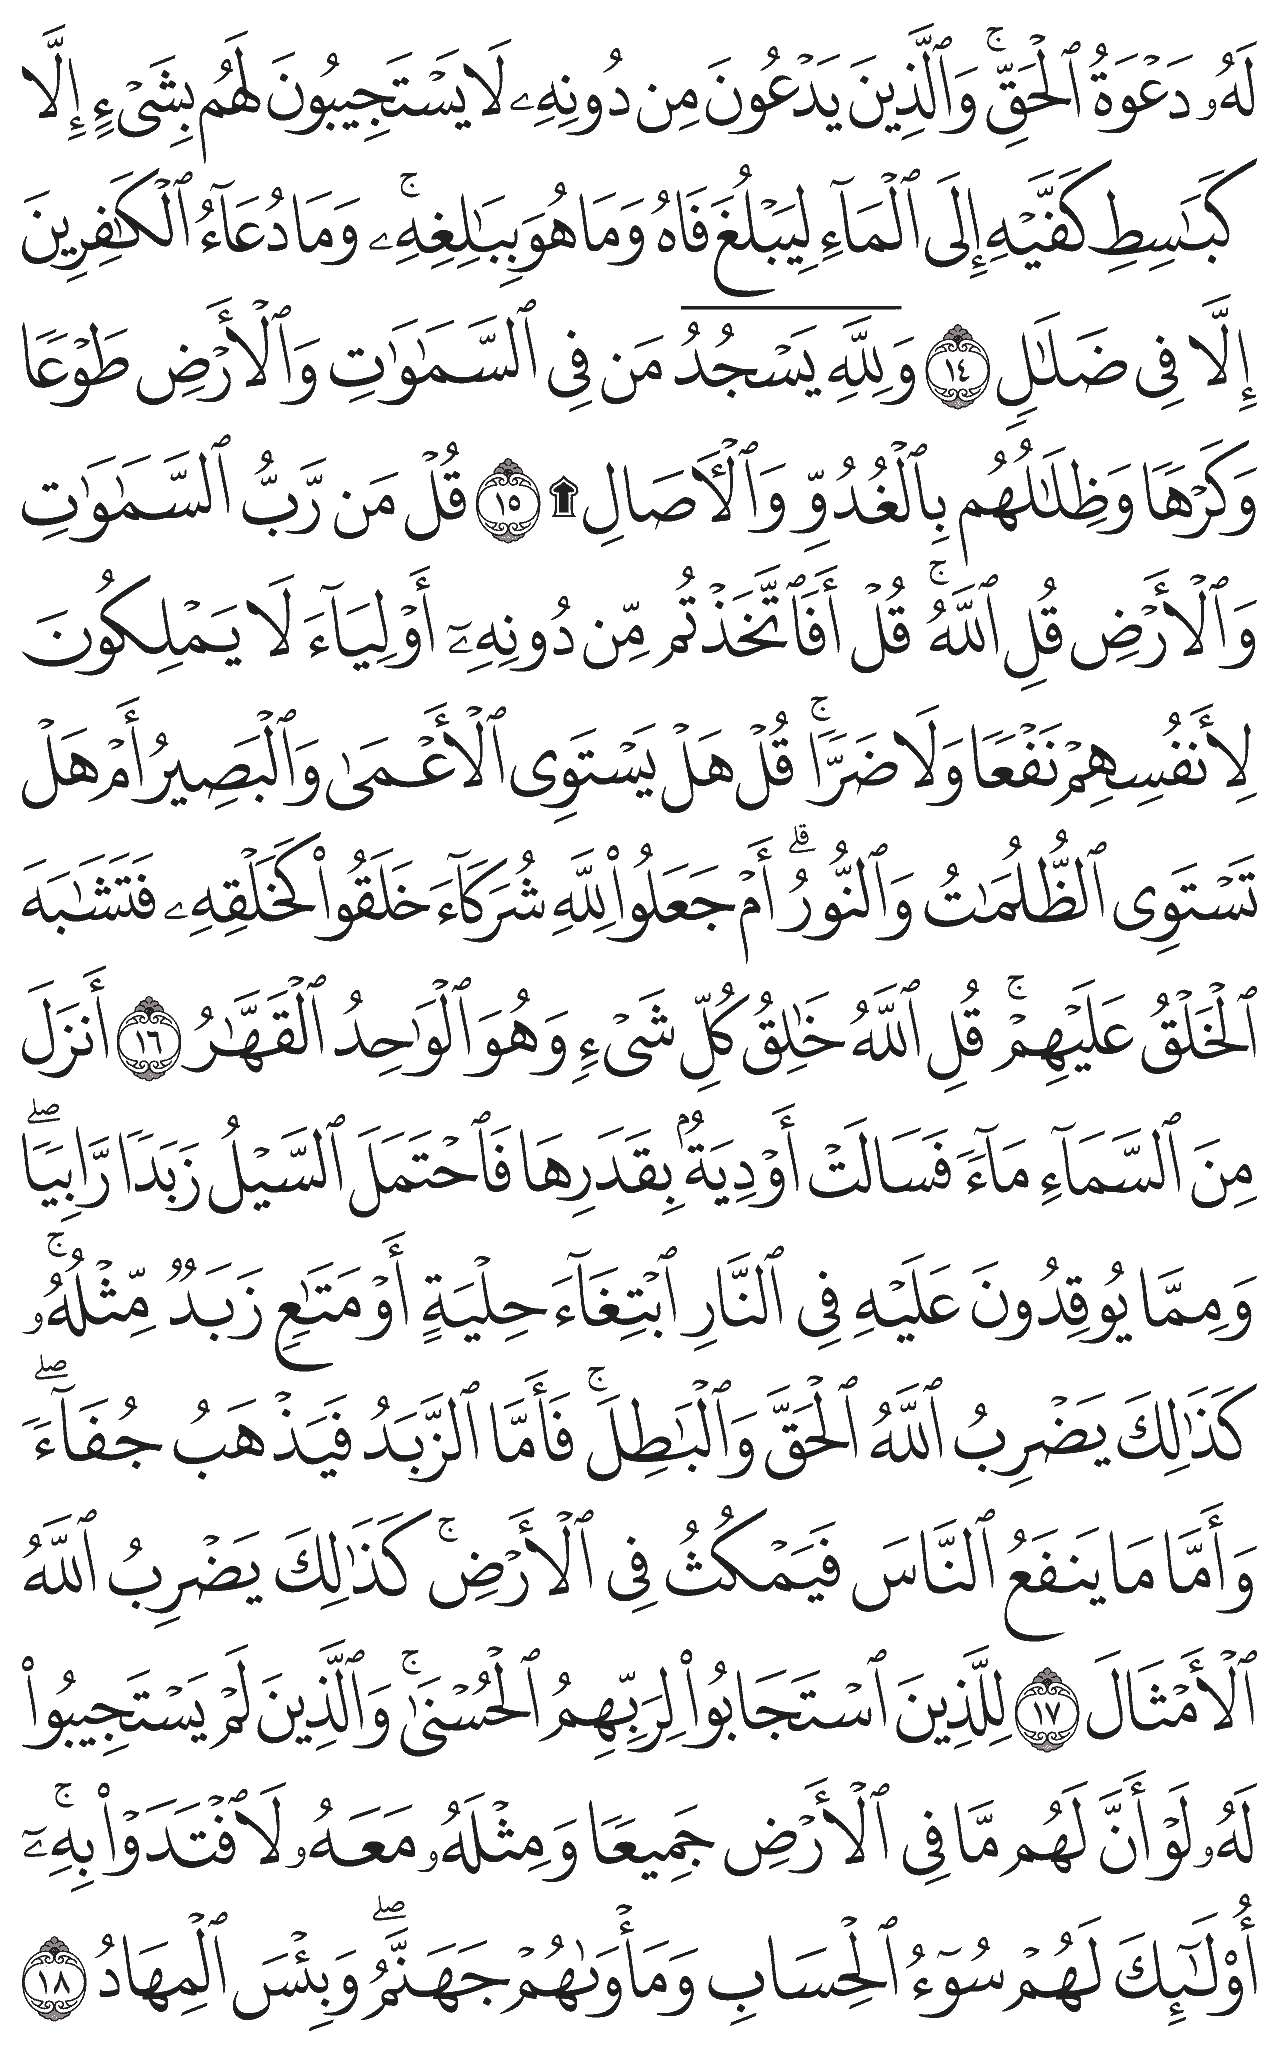 لَهُۥ دَعۡوَةُ ٱلۡحَقِّۚ وَٱلَّذِينَ يَدۡعُونَ مِن دُونِهِۦ لَا يَسۡتَجِيبُونَ لَهُم بِشَيۡءٍ إِلَّا
كَبَٰسِطِ كَفَّيۡهِ إِلَى ٱلۡمَآءِ لِيَبۡلُغَ فَاهُ وَمَا هُوَ بِبَٰلِغِهِۦۚ وَمَا دُعَآءُ ٱلۡكَٰفِرِينَ
إِلَّا فِي ضَلَٰلٖ ١٤ وَلِلَّهِۤ يَسۡجُدُۤ مَن فِي ٱلسَّمَٰوَٰتِ وَٱلۡأَرۡضِ طَوۡعٗا
وَكَرۡهٗا وَظِلَٰلُهُم بِٱلۡغُدُوِّ وَٱلۡأٓصَالِ ۩ ١٥ قُلۡ مَن رَّبُّ ٱلسَّمَٰوَٰتِ
وَٱلۡأَرۡضِ قُلِ ٱللَّهُۚ قُلۡ أَفَٱتَّخَذۡتُم مِّن دُونِهِۦٓ أَوۡلِيَآءَ لَا يَمۡلِكُونَ
لِأَنفُسِهِمۡ نَفۡعٗا وَلَا ضَرّٗاۚ قُلۡ هَلۡ يَسۡتَوِي ٱلۡأَعۡمَىٰ وَٱلۡبَصِيرُ أَمۡ هَلۡ
تَسۡتَوِي ٱلظُّلُمَٰتُ وَٱلنُّورُۗ أَمۡ جَعَلُواْ لِلَّهِ شُرَكَآءَ خَلَقُواْ كَخَلۡقِهِۦ فَتَشَٰبَهَ
ٱلۡخَلۡقُ عَلَيۡهِمۡۚ قُلِ ٱللَّهُ خَٰلِقُ كُلِّ شَيۡءٖ وَهُوَ ٱلۡوَٰحِدُ ٱلۡقَهَّٰرُ ١٦ أَنزَلَ
مِنَ ٱلسَّمَآءِ مَآءٗ فَسَالَتۡ أَوۡدِيَةُۢ بِقَدَرِهَا فَٱحۡتَمَلَ ٱلسَّيۡلُ زَبَدٗا رَّابِيٗاۖ
وَمِمَّا يُوقِدُونَ عَلَيۡهِ فِي ٱلنَّارِ ٱبۡتِغَآءَ حِلۡيَةٍ أَوۡ مَتَٰعٖ زَبَدٞ مِّثۡلُهُۥۚ
كَذَٰلِكَ يَضۡرِبُ ٱللَّهُ ٱلۡحَقَّ وَٱلۡبَٰطِلَۚ فَأَمَّا ٱلزَّبَدُ فَيَذۡهَبُ جُفَآءٗۖ
وَأَمَّا مَا يَنفَعُ ٱلنَّاسَ فَيَمۡكُثُ فِي ٱلۡأَرۡضِۚ كَذَٰلِكَ يَضۡرِبُ ٱللَّهُ
ٱلۡأَمۡثَالَ ١٧ لِلَّذِينَ ٱسۡتَجَابُواْ لِرَبِّهِمُ ٱلۡحُسۡنَىٰۚ وَٱلَّذِينَ لَمۡ يَسۡتَجِيبُواْ
لَهُۥ لَوۡ أَنَّ لَهُم مَّا فِي ٱلۡأَرۡضِ جَمِيعٗا وَمِثۡلَهُۥ مَعَهُۥ لَٱفۡتَدَوۡاْ بِهِۦٓۚ
أُوْلَٰٓئِكَ لَهُمۡ سُوٓءُ ٱلۡحِسَابِ وَمَأۡوَىٰهُمۡ جَهَنَّمُۖ وَبِئۡسَ ٱلۡمِهَادُ ١٨